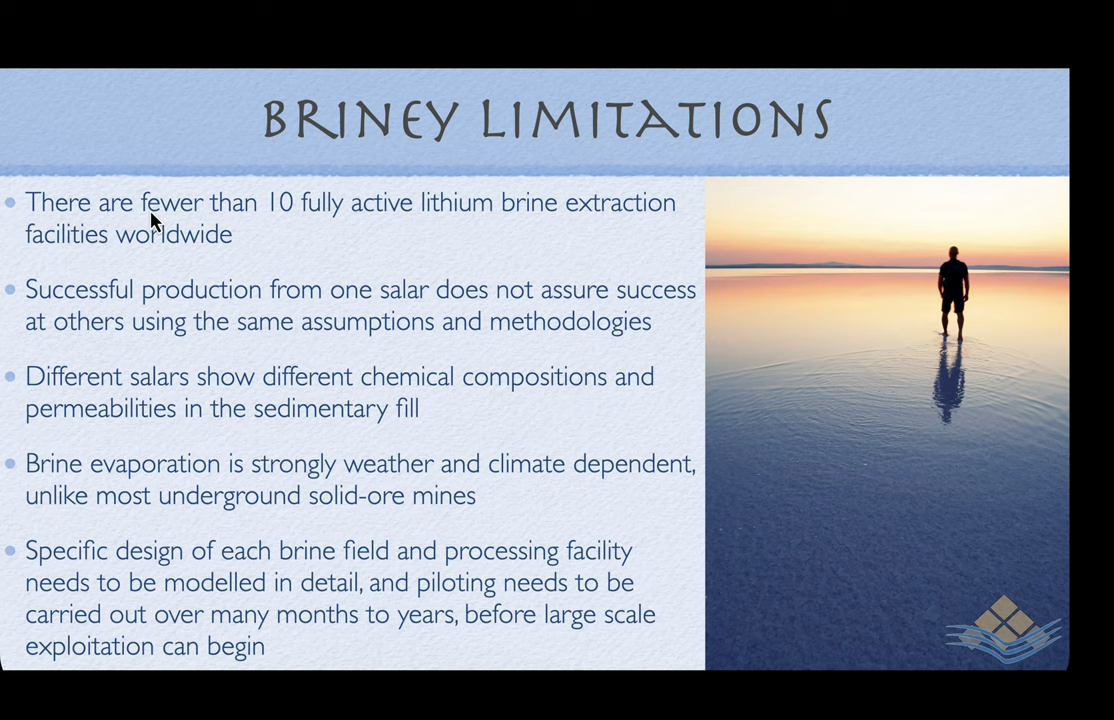 BRINEY LIMITATIONS
There are fewer than 10 fully active lithium brine extraction
facilities worldwide
Successful production from one salar does not assure success
at others using the same assumptions and methodologies
Different salars show different chemical compositions and
permeabilities in the sedimentary fill
Brine evaporation is strongly weather and climate dependent,
unlike most underground solid-ore mines
Specific design of each brine field and processing facility
needs to be modelled in detail, and piloting needs to be
carried out over many months to years, before large scale
exploitation can begin